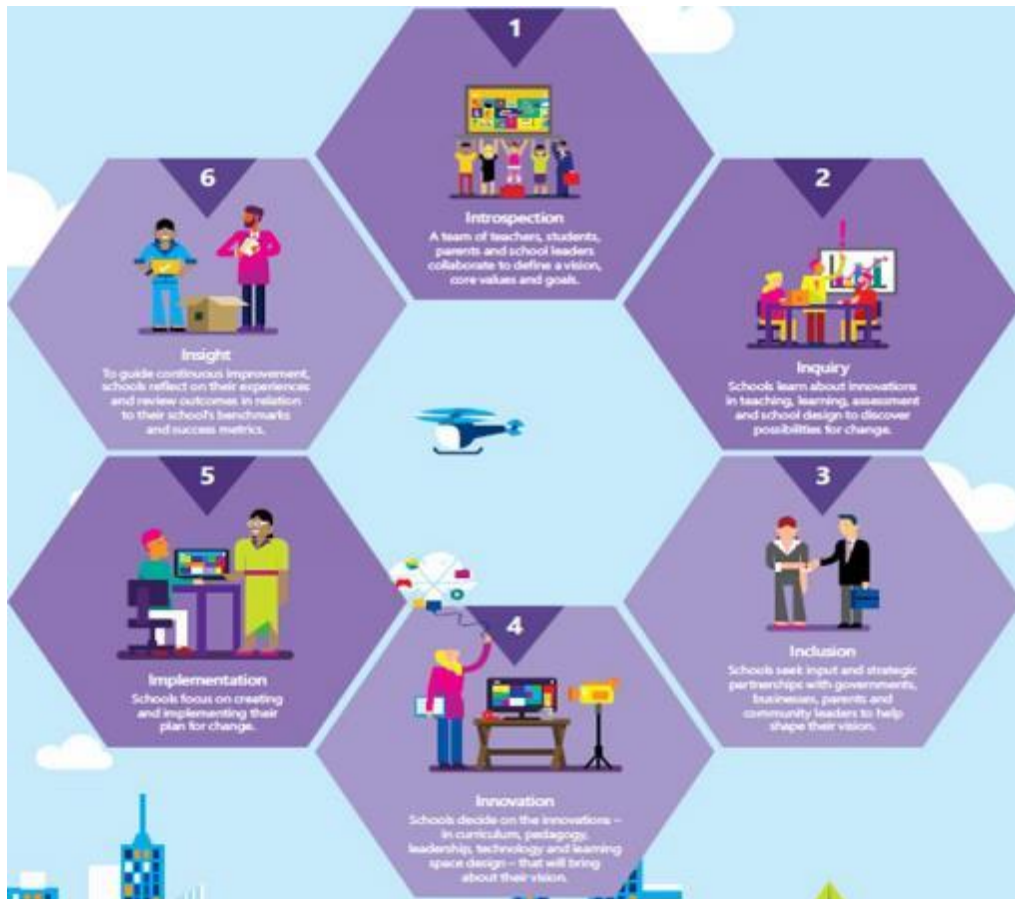 1
Introspection
A team of teachers, students,
parents and school leaders
collaborate to define a vision,
core values and goals.
2
Inquiry
Schools learn about innovations
in teaching, learning, assessment
and school design to discover
possibilities for change.
3
Inclusion
Schools seek input and strategic
partnerships with governments,
businesses, parents and
community leaders to help
shape their vision.
4
Innovation
Schools decide on the innovations –
in curriculum, pedagogy,
leadership, technology and learning
space design – that will bring
about their vision.
5
Implementation
Schools focus on creating
and implementing their
plan for change.
6
Insight
To guide continuous improvement,
schools reflect on their experiences
and review outcomes in relation
to their school's benchmarks
and success metrics.